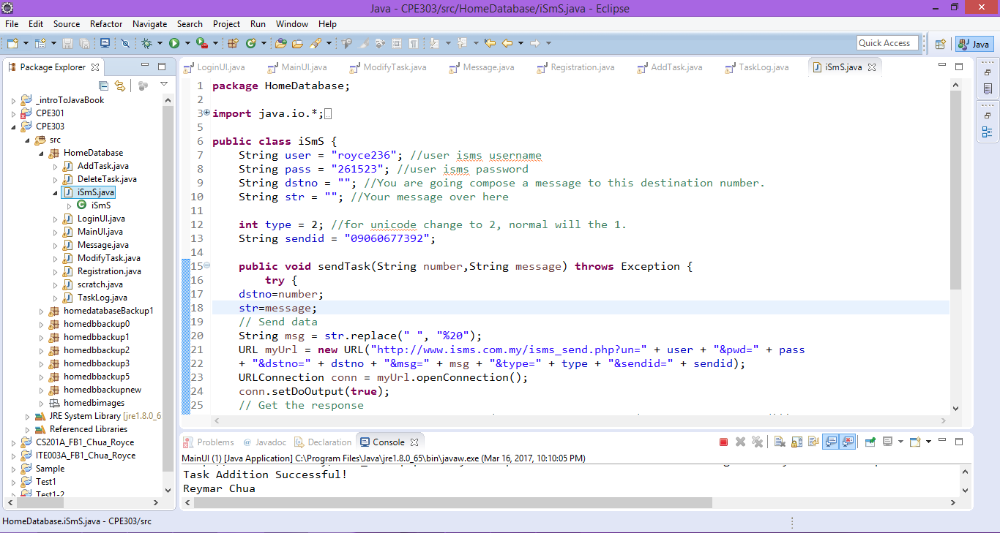 Java - CPE303/src/HomeDatabase/iSmS.java - Eclipse
File Edit Source Refactor Navigate Search Project Run Window Help
Quick Access
Java
Package Explorer
_introToJavaBook
CPE301
CPE303
src
HomeDatabase
AddTask.java
DeleteTask.java
iSmS.java
iSmS
LoginUI.java
MainUI.java
Message.java
ModifyTask.java
Registration.java
scratch.java
TaskLog.java
homedatabaseBackup1
homedbbackup0
homedbbackup1
homedbbackup2
homedbbackup3
homedbbackup5
homedbbackupnew
homedbimages
JRE System Library [jre1.8.0_6
Referenced Libraries
CS201A_FB1_Chua_Royce
ITE003A_FB1_Chua_Royce
Sample
Test1
Test1-2
LoginUI.java MainUI.java ModifyTask.java Message.java Registration.java AddTask.java TaskLog.java iSmS.java
1 package HomeDatabase;
2
3 import java.io.*;
5
6 public class iSmS {
7 String user = "royce236"; //user isms username
8 String pass = "261523"; //user isms password
9 String dstno = ""; //You are going compose a message to this destination number.
10 String str = ""; //Your message over here
11
12 int type = 2; //for unicode change to 2, normal will the 1.
13 String sendid = "09060677392";
14
15 public void sendTask(String number,String message) throws Exception {
16 try {
17 dstno=number;
18 str=message;
19 // Send data
20 String msg = str.replace(" ", "%20");
21 URL myUrl = new URL("http://www.isms.com.my/isms_send.php?un=" + user + "&pwd=" + pass
22 + "&dstno=" + dstno + "&msg=" + msg + "&type=" + type + "&sendid=" + sendid);
23 URLConnection conn = myUrl.openConnection();
24 conn.setDoOutput(true);
25 // Get the response
Problems Javadoc Declaration Console
MainUI (1) [Java Application] C:\Program Files\Java\jre1.8.0_65\bin\javaw.exe (Mar 16, 2017, 10:10:05 PM)
Task Addition Successful!
Reymar Chua
HomeDatabase.iSmS.java - CPE303/src